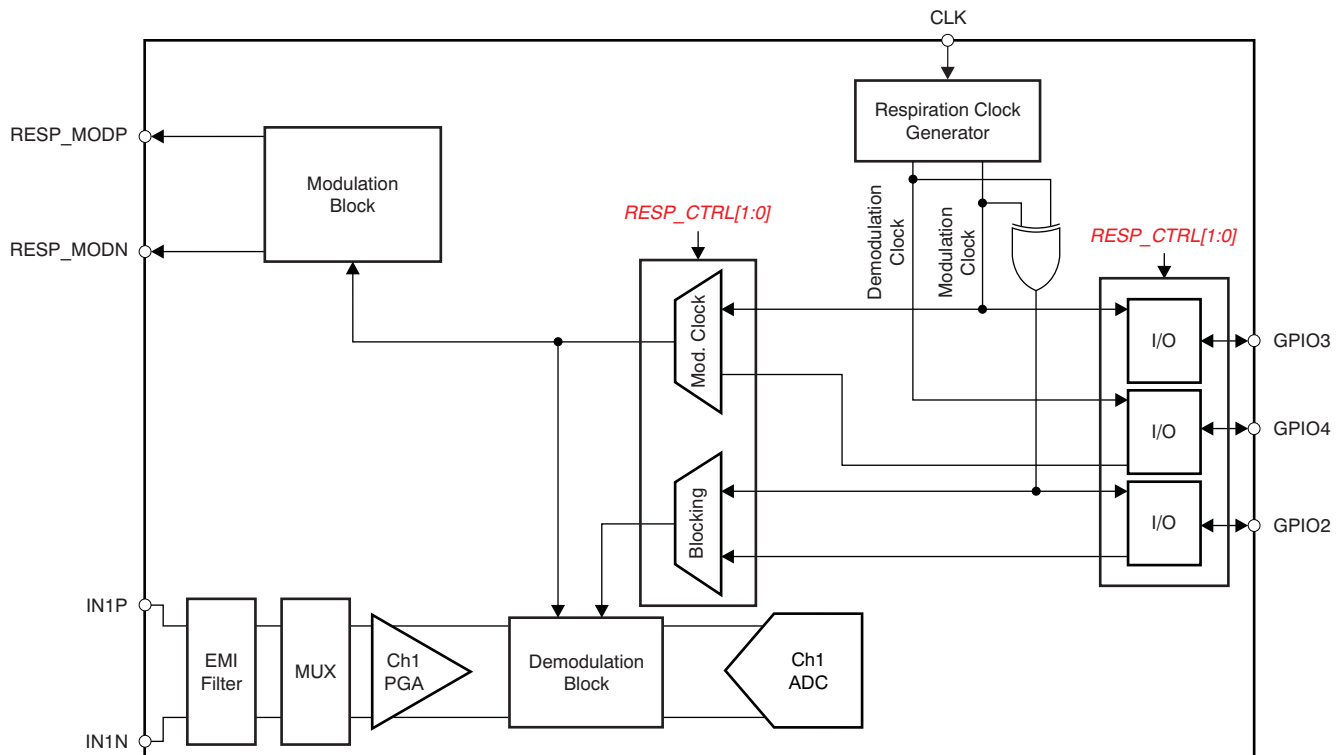 CLK
Respiration Clock
Generator
RESP_MODP
Modulation
Block
RESP_MODN
RESP_CTRL[1:0]
Demodulation
Clock
Modulation
Clock
RESP_CTRL[1:0]
Mod. Clock
I/O
GPIO3
I/O
GPIO4
Blocking
I/O
GPIO2
IN1P
EMI
Filter
MUX
Ch1
PGA
Demodulation
Block
Ch1
ADC
IN1N